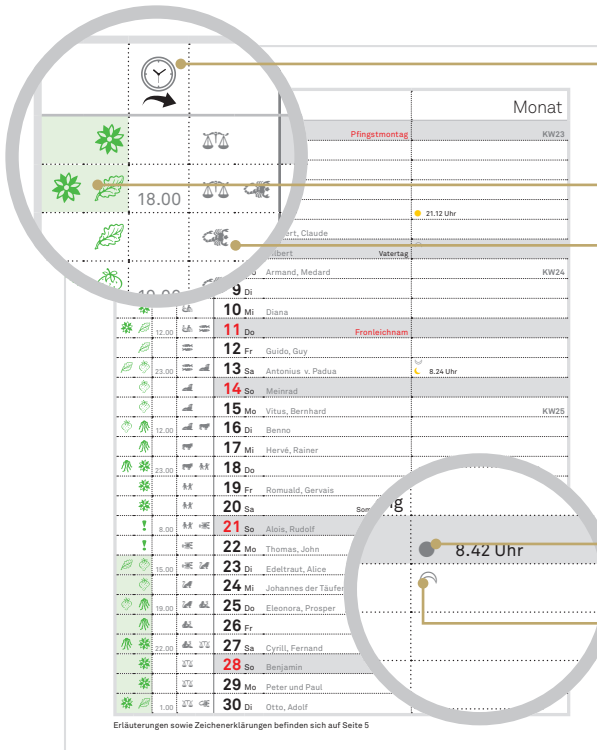 Monat
Pfingstmontag KW23
18.00
21.12 Uhr
ert, Claude
lbert Vatertag
Armand, Medard KW24
9 Di
10 Mi Diana
12.00 11 Do Fronleichnam
12 Fr Guido, Guy
23.00 13 Sa Antonius v. Padua 8.24 Uhr
14 So Meinrad
15 Mo Vitus, Bernhard KW25
12.00 16 Di Benno
17 Mi Hervé, Rainer
23.00 18 Do
19 Fr Romuald, Gervais
20 Sa Som ng
8.00 21 So Alois, Rudolf
8.42 Uhr
22 Mo Thomas, John
15.00 23 Di Edeltraut, Alice
24 Mi Johannes der Täufer
19.00 25 Do Eleonora, Prosper
26 Fr
22.00 27 Sa Cyrill, Fernand
28 So Benjamin
29 Mo Peter und Paul
1.00 30 Di Otto, Adolf
Erläuterungen sowie Zeichenerklärungen befinden sich auf Seite 5